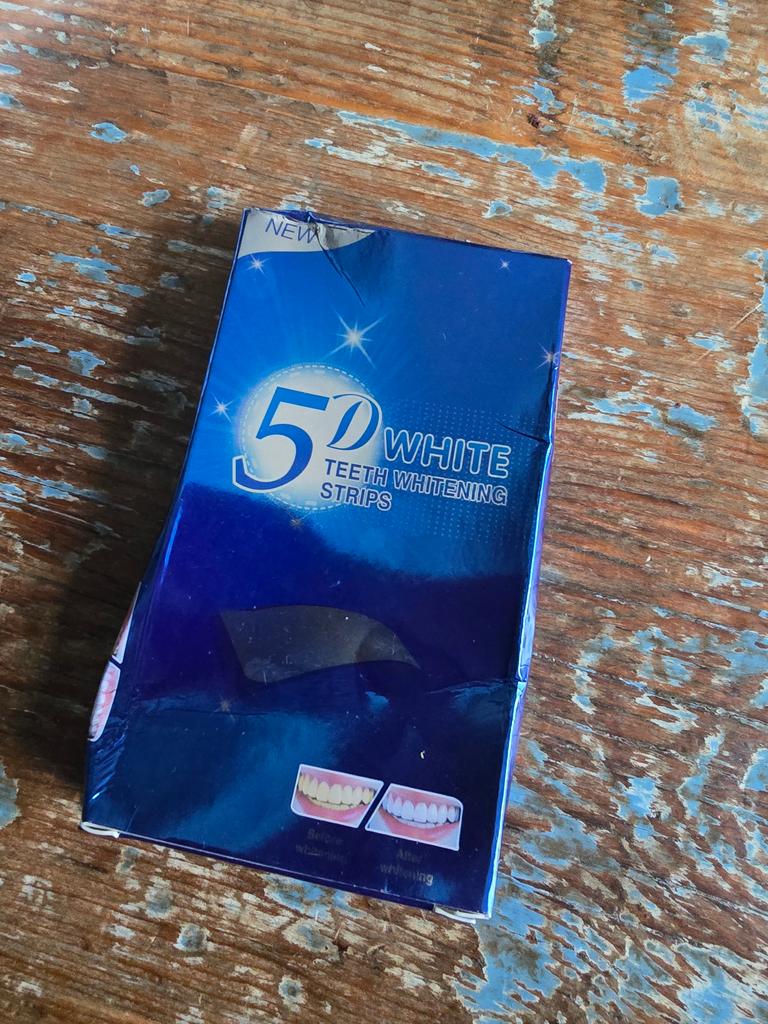 NEW
5D WHITE
TEETH WHITENING
STRIPS
Before After
whitening whitening